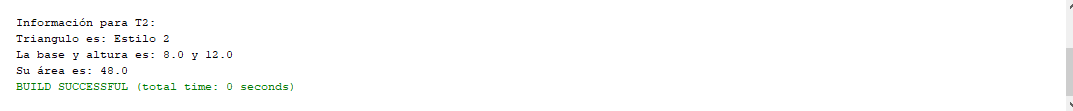 Información para T2:
Triangulo es: Estilo 2
La base y altura es: 8.0 y 12.0
Su área es: 48.0
BUILD SUCCESSFUL (total time: 0 seconds)